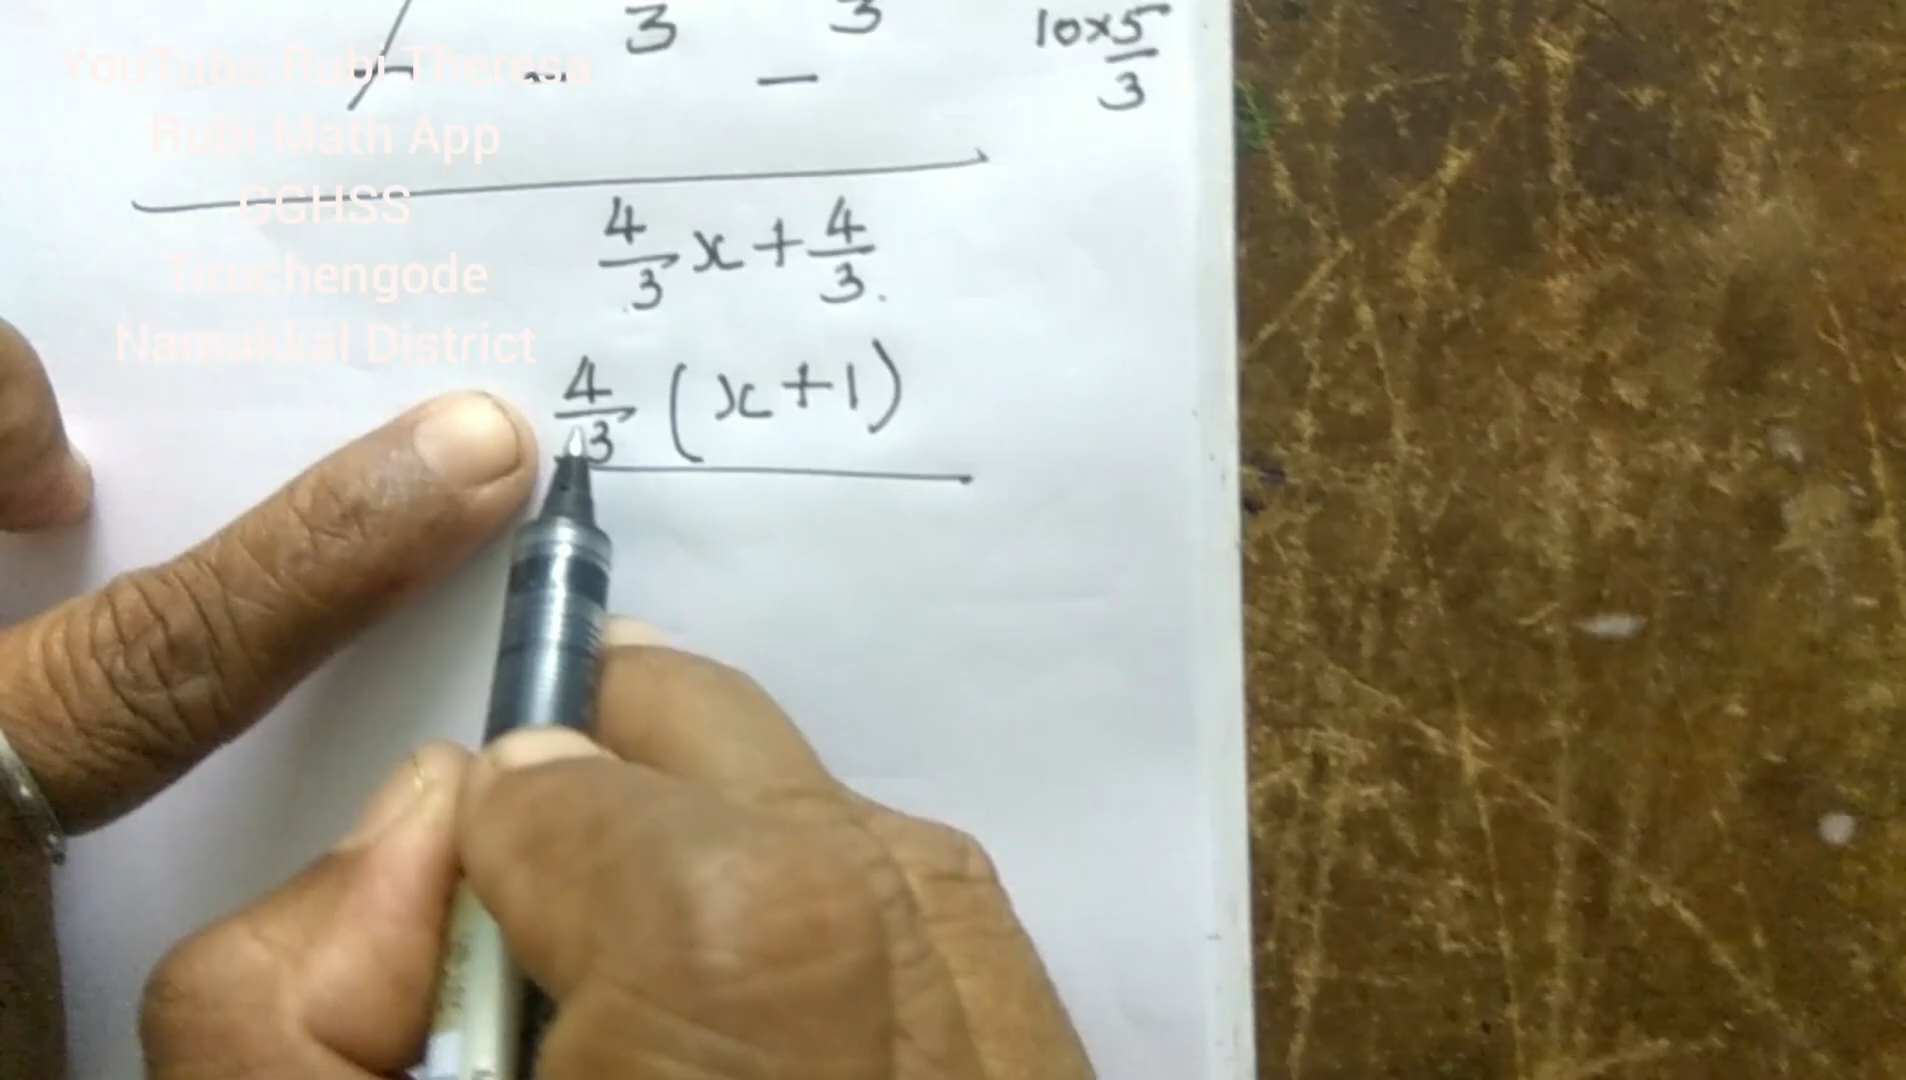 3 3 10×5/3
YouTube:Rubi Theresa
− − −
Rubi Math App
GGHSS
4/3 x + 4/3.
Tiruchengode
Namakkal District
4/3 (x+1)